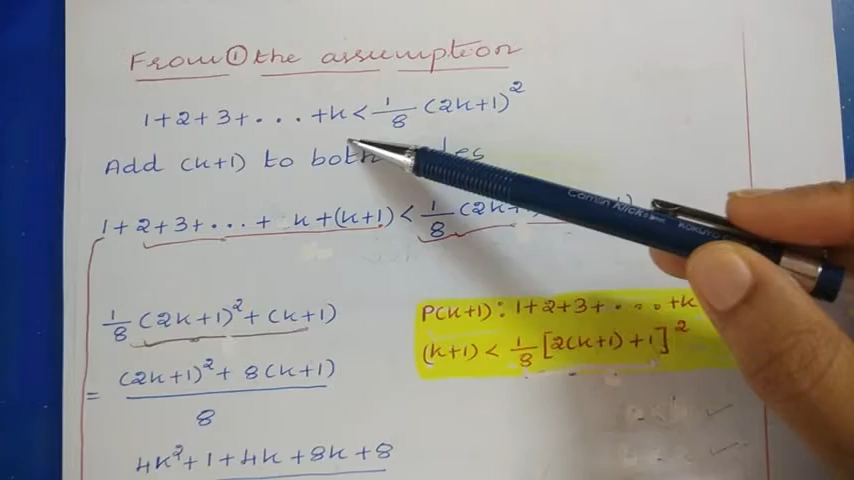 From ① the assumption
1+2+3+...+k < 1/8 (2k+1)²
Add (k+1) to both
1+2+3+...+ k+(k+1) < 1/8 (2k+
1/8 (2k+1)² + (k+1)
= (2k+1)² + 8(k+1) / 8
4k²+1+4k+8k+8
P(k+1): 1+2+3+...+k
(k+1) < 1/8 [2(k+1)+1]²
Camlin
KOKUYO